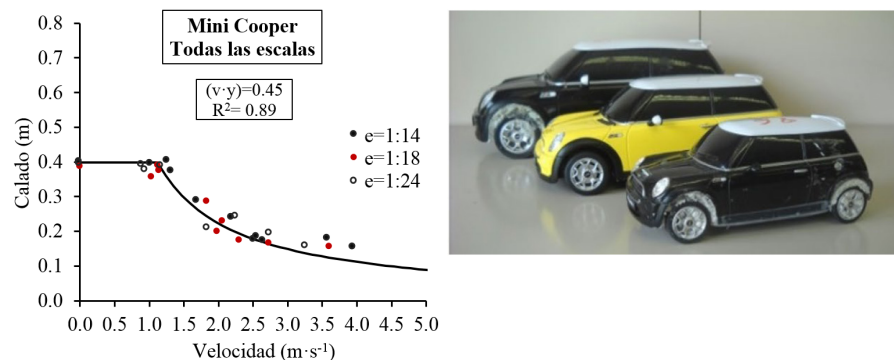 Mini Cooper
Todas las escalas
(v·y)=0.45
R²= 0.89
e=1:14
e=1:18
e=1:24
Calado (m)
0.8
0.7
0.6
0.5
0.4
0.3
0.2
0.1
0.0
0.0 0.5 1.0 1.5 2.0 2.5 3.0 3.5 4.0 4.5 5.0
Velocidad (m·s⁻¹)